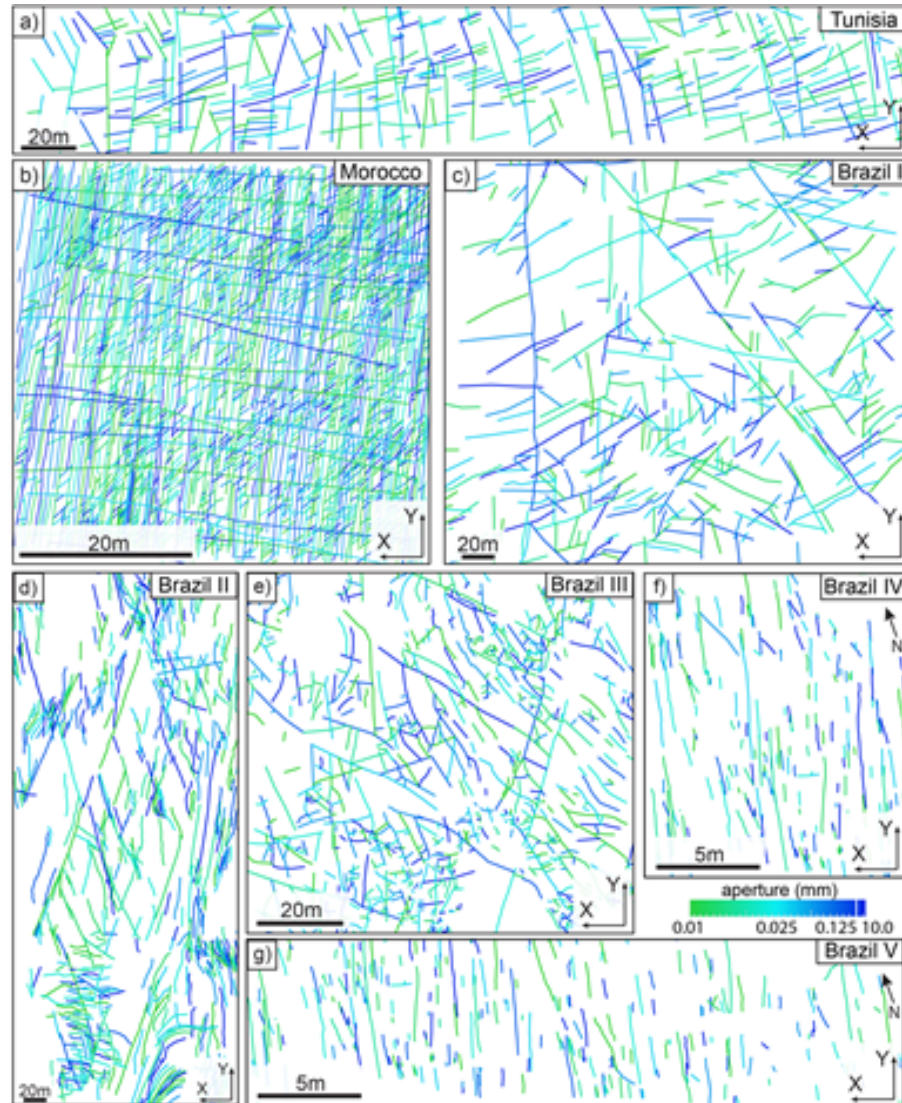 a)
Tunisia
20m
Y
X
b)
Morocco
20m
Y
X
c)
Brazil I
20m
Y
X
d)
Brazil II
20m
Y
X
e)
Brazil III
20m
Y
X
f)
Brazil IV
N
5m
Y
X
aperture (mm)
0.01 0.025 0.125 10.0
g)
Brazil V
N
5m
Y
X